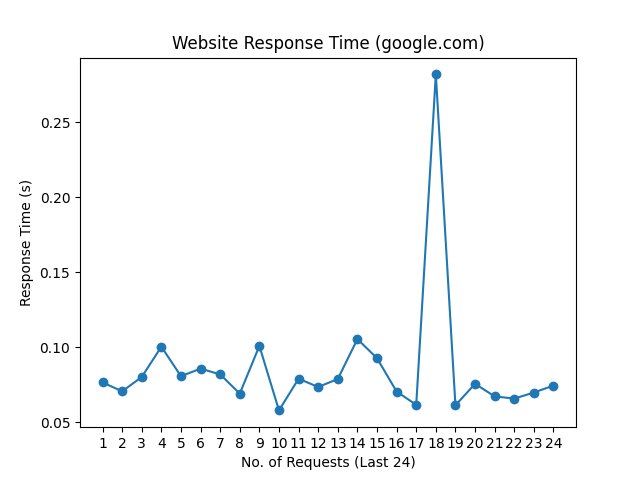 Website Response Time (google.com)
0.25
0.20
0.15
0.10
0.05
Response Time (s)
1 2 3 4 5 6 7 8 9 10 11 12 13 14 15 16 17 18 19 20 21 22 23 24
No. of Requests (Last 24)